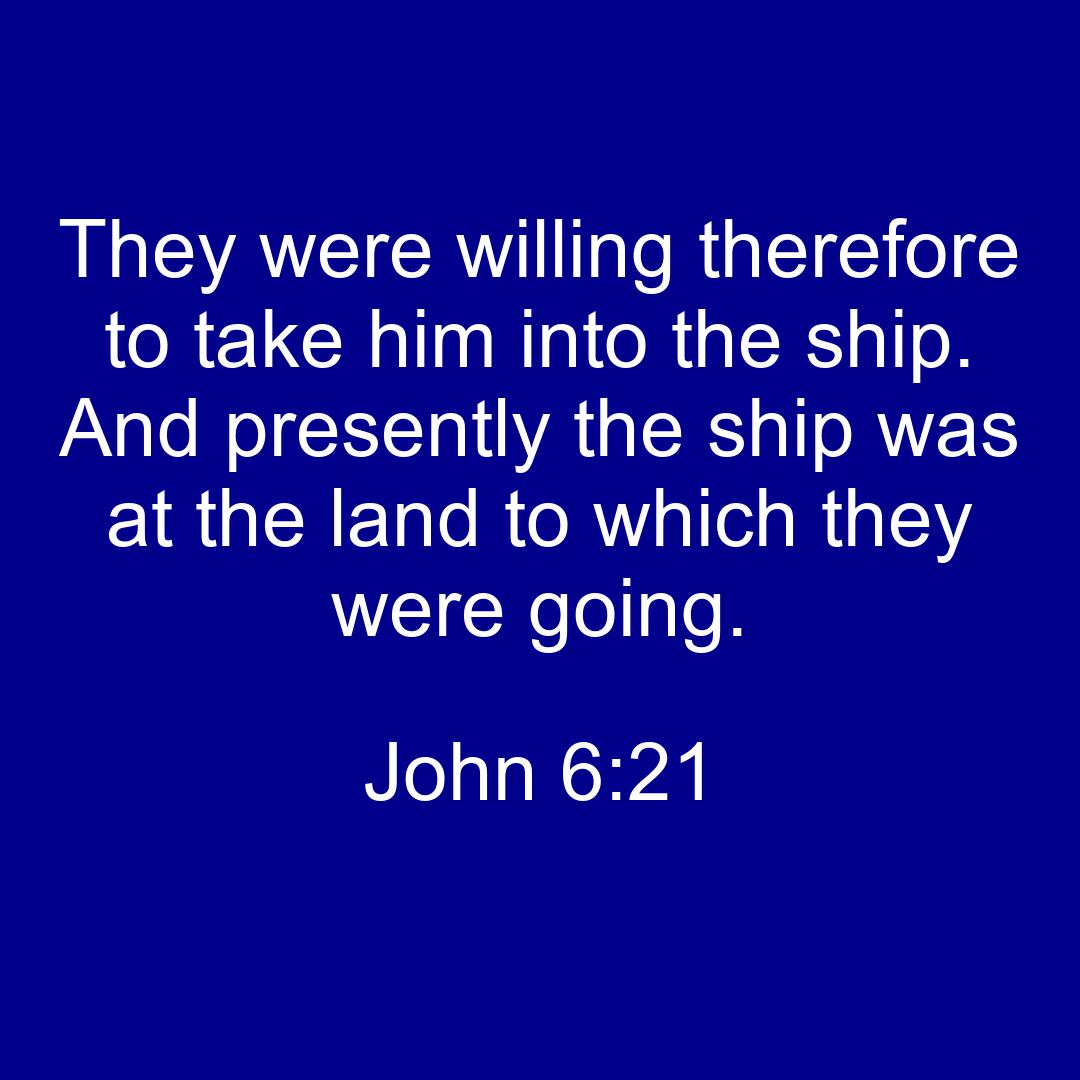 They were willing therefore
to take him into the ship.
And presently the ship was
at the land to which they
were going.
John 6:21